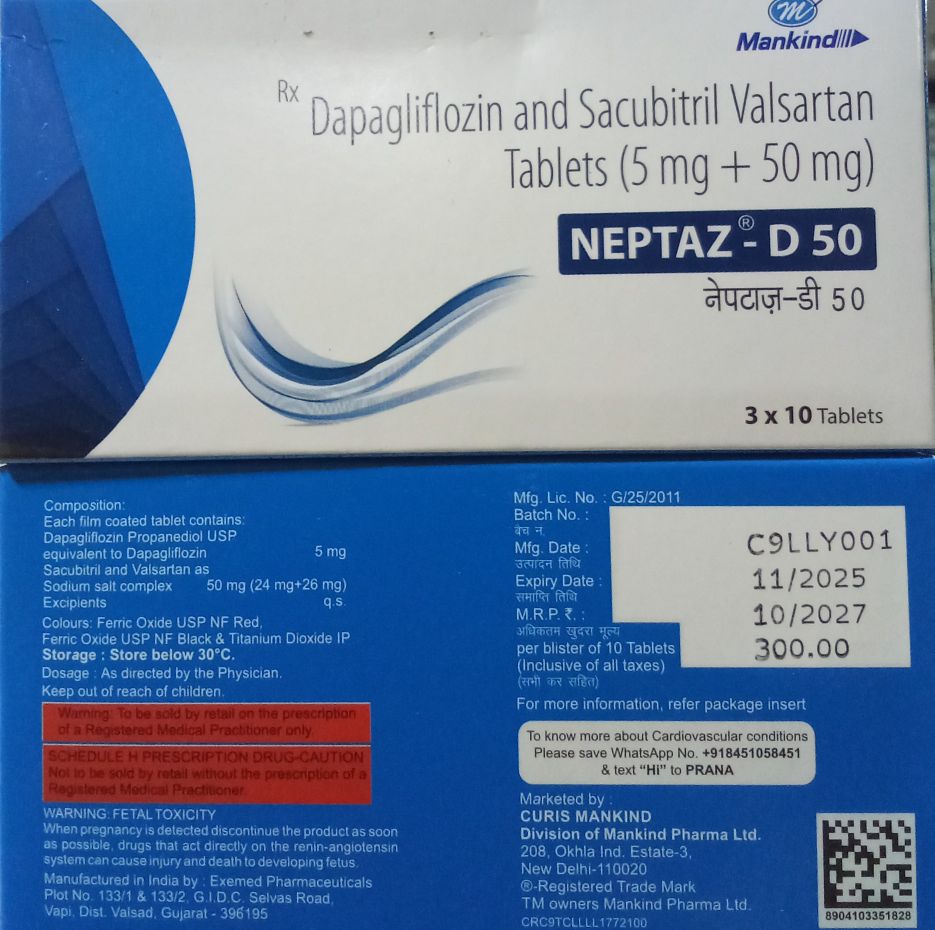 Mankind
Rx Dapagliflozin and Sacubitril Valsartan
Tablets (5 mg + 50 mg)
NEPTAZ® - D 50
नेपटाज़-डी 50
3 x 10 Tablets
Composition:
Each film coated tablet contains:
Dapagliflozin Propanediol USP
equivalent to Dapagliflozin 5 mg
Sacubitril and Valsartan as
Sodium salt complex 50 mg (24 mg+26 mg)
Excipients q.s.
Colours: Ferric Oxide USP NF Red,
Ferric Oxide USP NF Black & Titanium Dioxide IP
Storage : Store below 30°C.
Dosage : As directed by the Physician.
Keep out of reach of children.
Warning: To be sold by retail on the prescription
of a Registered Medical Practitioner only.
SCHEDULE H PRESCRIPTION DRUG-CAUTION
Not to be sold by retail without the prescription of a
Registered Medical Practitioner.
WARNING: FETAL TOXICITY
When pregnancy is detected discontinue the product as soon
as possible, drugs that act directly on the renin-angiotensin
system can cause injury and death to developing fetus.
Manufactured in India by : Exemed Pharmaceuticals
Plot No. 133/1 & 133/2, G.I.D.C. Selvas Road,
Vapi, Dist. Valsad, Gujarat - 396195
Mfg. Lic. No. : G/25/2011
Batch No. : C9LLY001
बैच न.
Mfg. Date : 11/2025
उत्पादन तिथि
Expiry Date : 10/2027
समाप्ति तिथि
M.R.P. ₹. : 300.00
अधिकतम खुदरा मूल्य
per blister of 10 Tablets
(Inclusive of all taxes)
(सभी कर सहित)
For more information, refer package insert
To know more about Cardiovascular conditions
Please save WhatsApp No. +918451058451
& text “Hi” to PRANA
Marketed by :
CURIS MANKIND
Division of Mankind Pharma Ltd.
208, Okhla Ind. Estate-3,
New Delhi-110020
®-Registered Trade Mark
TM owners Mankind Pharma Ltd.
CRC9TCLLLL1772100
8904103351828